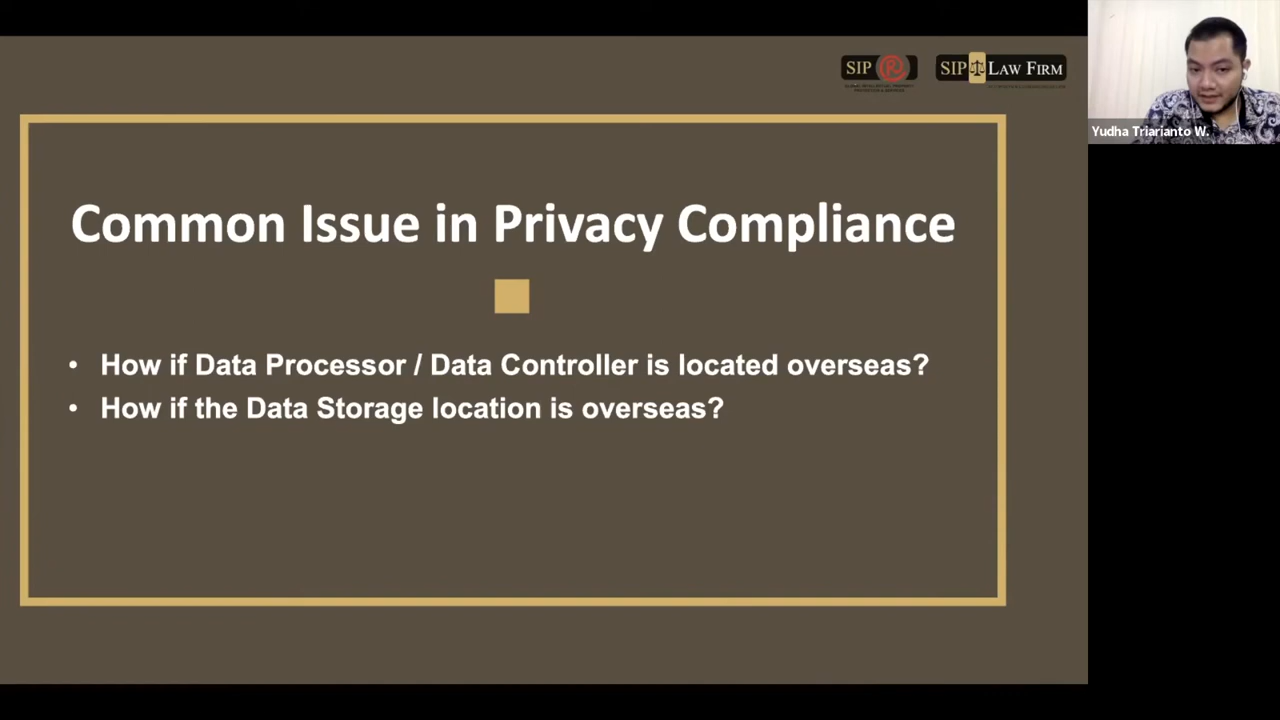 SIP R
SIP LAW FIRM
Yudha Triarianto W.
Common Issue in Privacy Compliance
• How if Data Processor / Data Controller is located overseas?
• How if the Data Storage location is overseas?